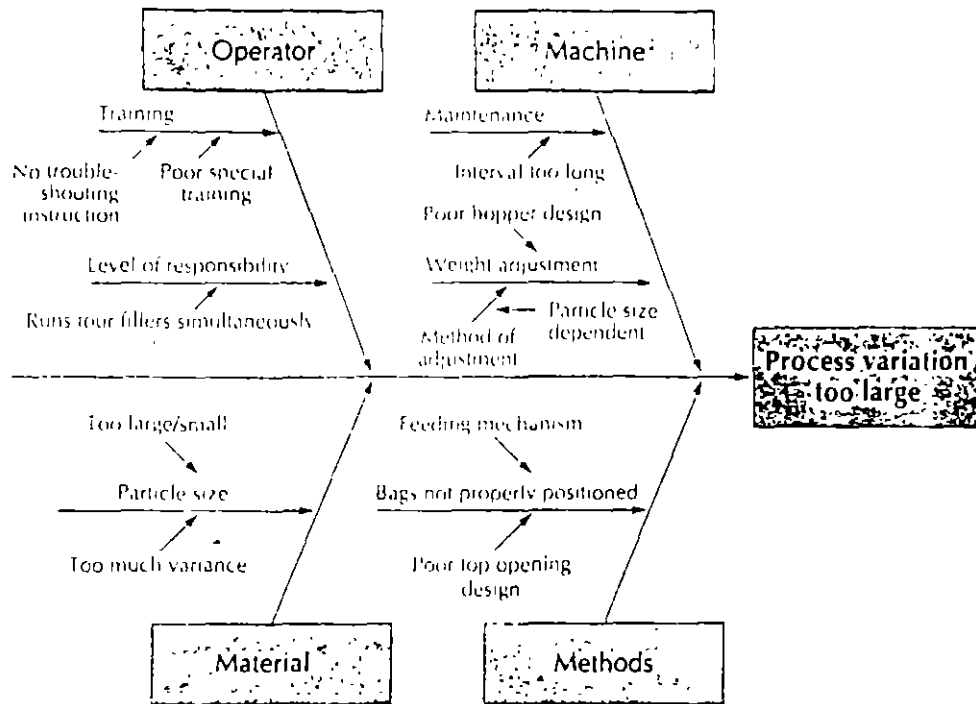 Operator
Machine
Training
No trouble-
shooting
instruction
Poor special
training
Level of responsibility
Runs four fillers simultaneously
Maintenance
Interval too long
Poor hopper design
Weight adjustment
Particle size
dependent
Method of
adjustment
Process variation
too large
Too large/small
Particle size
Too much variance
Feeding mechanism
Bags not properly positioned
Poor top opening
design
Material
Methods